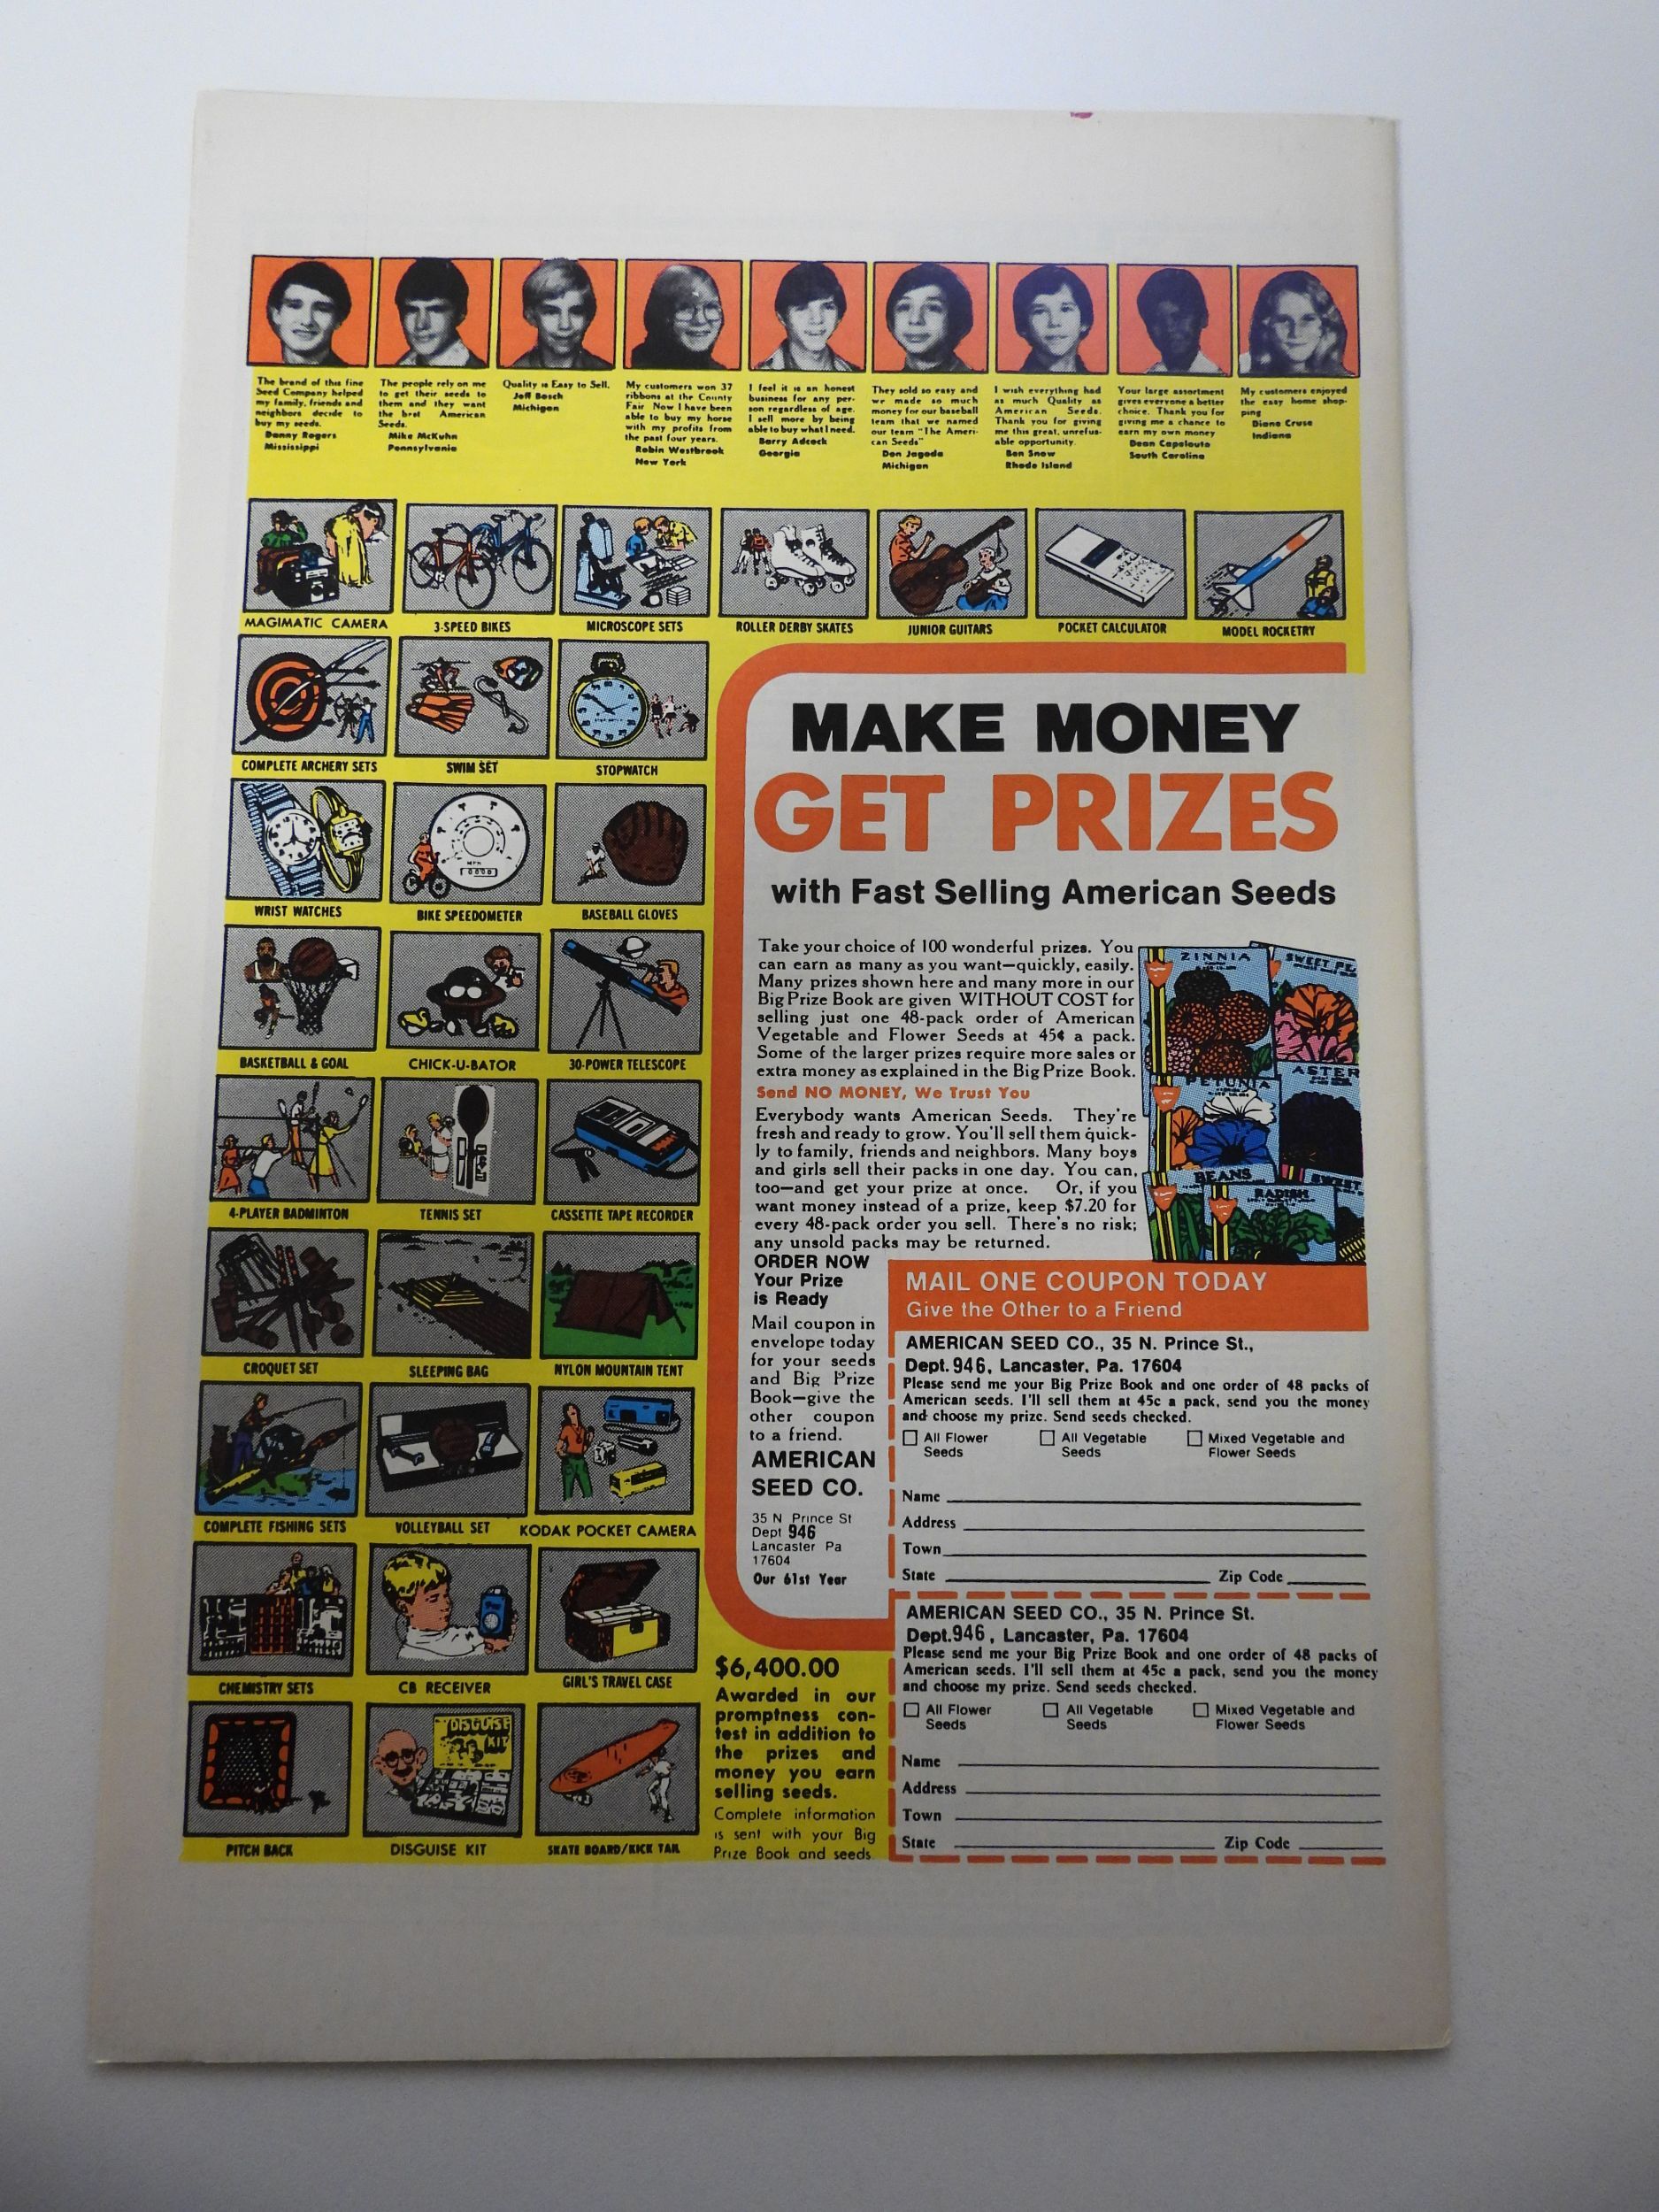 The brand of this fine
Seed Company helped
my family, friends and
neighbors decide to
buy my seeds.
Danny Rogers
Mississippi
The people rely on me
to get their seeds to
them and they want
the best American
Seeds.
Mike McKuhn
Pennsylvania
Quality is Easy to Sell.
Jeff Bosch
Michigan
My customers won 37
ribbons at the County
Fair Now I have been
able to buy my horse
with my profits from
the past four years.
Robin Westbrook
New York
I feel it is an honest
business for any per-
son regardless of age.
I sell more by being
able to buy what I need.
Barry Adcock
Georgia
They sold so easy and
we made so much
money for our baseball
team that we named
our team "The Ameri-
can Seeds"
Don Jagoda
Michigan
I wish everything had
as much Quality as
American Seeds.
Thank you for giving
me this great, unrefus-
able opportunity.
Ben Snow
Rhode Island
Your large assortment
gives everyone a better
choice. Thank you for
giving me a chance to
earn my own money
Dean Capelouto
South Carolina
My customers enjoyed
the easy home shop-
ping
Diane Cruse
Indiana
MAGIMATIC CAMERA
3-SPEED BIKES
MICROSCOPE SETS
ROLLER DERBY SKATES
JUNIOR GUITARS
POCKET CALCULATOR
MODEL ROCKETRY
COMPLETE ARCHERY SETS
SWIM SET
STOPWATCH
WRIST WATCHES
MPH
BIKE SPEEDOMETER
BASEBALL GLOVES
BASKETBALL & GOAL
CHICK-U-BATOR
30-POWER TELESCOPE
4-PLAYER BADMINTON
TENNIS SET
CASSETTE TAPE RECORDER
CROQUET SET
SLEEPING BAG
NYLON MOUNTAIN TENT
COMPLETE FISHING SETS
VOLLEYBALL SET
KODAK POCKET CAMERA
CHEMISTRY SETS
CB RECEIVER
GIRL'S TRAVEL CASE
DISGUISE
KIT
PITCH BACK
DISGUISE KIT
SKATE BOARD/KICK TAIL
MAKE MONEY
GET PRIZES
with Fast Selling American Seeds
Take your choice of 100 wonderful prizes. You
can earn as many as you want—quickly, easily.
Many prizes shown here and many more in our
Big Prize Book are given WITHOUT COST for
selling just one 48-pack order of American
Vegetable and Flower Seeds at 45¢ a pack.
Some of the larger prizes require more sales or
extra money as explained in the Big Prize Book.
Send NO MONEY, We Trust You
Everybody wants American Seeds. They're
fresh and ready to grow. You'll sell them quick-
ly to family, friends and neighbors. Many boys
and girls sell their packs in one day. You can,
too—and get your prize at once. Or, if you
want money instead of a prize, keep $7.20 for
every 48-pack order you sell. There's no risk;
any unsold packs may be returned.
ZINNIA
SWEET PE
ASTER
PETUNIA
BEANS
RADISH
SWEET
ORDER NOW
Your Prize
is Ready
Mail coupon in
envelope today
for your seeds
and Big Prize
Book—give the
other coupon
to a friend.
AMERICAN
SEED CO.
35 N Prince St
Dept 946
Lancaster Pa
17604
Our 61st Year
$6,400.00
Awarded in our
promptness con-
test in addition to
the prizes and
money you earn
selling seeds.
Complete information
is sent with your Big
Prize Book and seeds
MAIL ONE COUPON TODAY
Give the Other to a Friend
AMERICAN SEED CO., 35 N. Prince St.,
Dept. 946, Lancaster, Pa. 17604
Please send me your Big Prize Book and one order of 48 packs of
American seeds. I'll sell them at 45c a pack, send you the money
and choose my prize. Send seeds checked.
All Flower
Seeds
All Vegetable
Seeds
Mixed Vegetable and
Flower Seeds
Name
Address
Town
State Zip Code
AMERICAN SEED CO., 35 N. Prince St.
Dept. 946, Lancaster, Pa. 17604
Please send me your Big Prize Book and one order of 48 packs of
American seeds. I'll sell them at 45c a pack, send you the money
and choose my prize. Send seeds checked.
All Flower
Seeds
All Vegetable
Seeds
Mixed Vegetable and
Flower Seeds
Name
Address
Town
State Zip Code